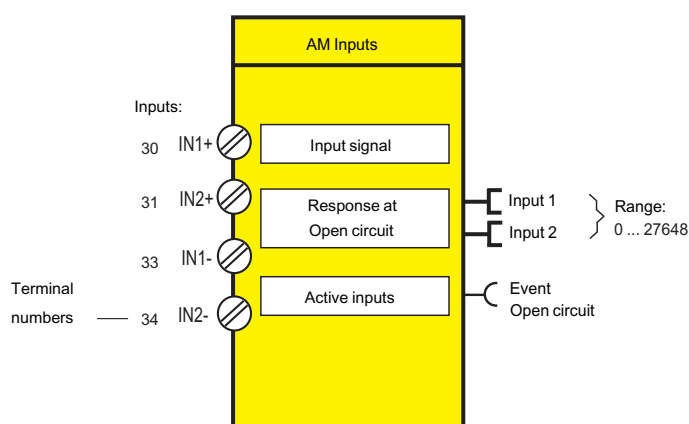 AM Inputs
Inputs:
30 IN1+
Input signal
31 IN2+
Response at
Open circuit
Input 1
Input 2
Range:
0 ... 27648
33 IN1-
Terminal
numbers
34 IN2-
Active inputs
Event
Open circuit